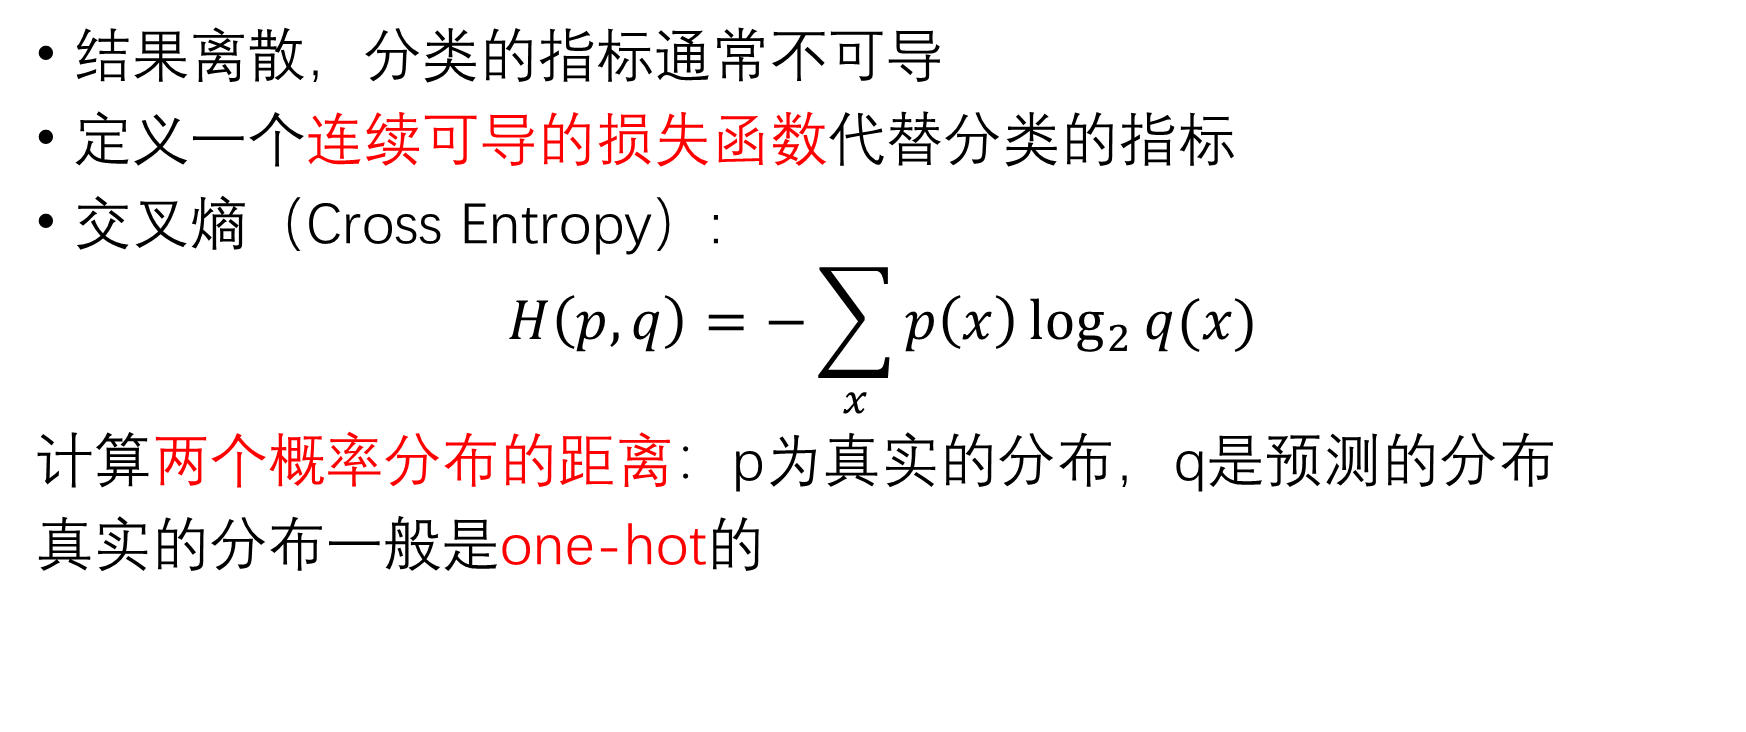 • 结果离散，分类的指标通常不可导
• 定义一个连续可导的损失函数代替分类的指标
• 交叉熵（Cross Entropy）：
H(p, q) = −∑ₓ p(x) log₂ q(x)
计算两个概率分布的距离：p为真实的分布，q是预测的分布
真实的分布一般是one-hot的